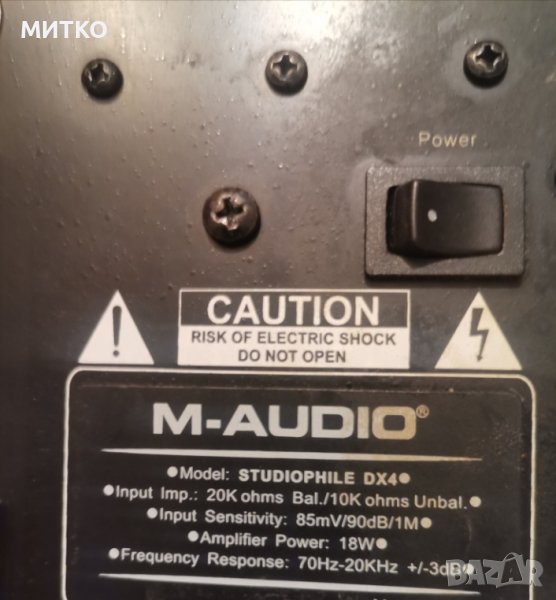 МИТКО
Power
CAUTION
RISK OF ELECTRIC SHOCK
DO NOT OPEN
M-AUDIO®
●Model: STUDIOPHILE DX4●
●Input Imp.: 20K ohms Bal./10K ohms Unbal.●
●Input Sensitivity: 85mV/90dB/1M●
●Amplifier Power: 18W●
●Frequency Response: 70Hz-20KHz +/-3dB●
BAZAR